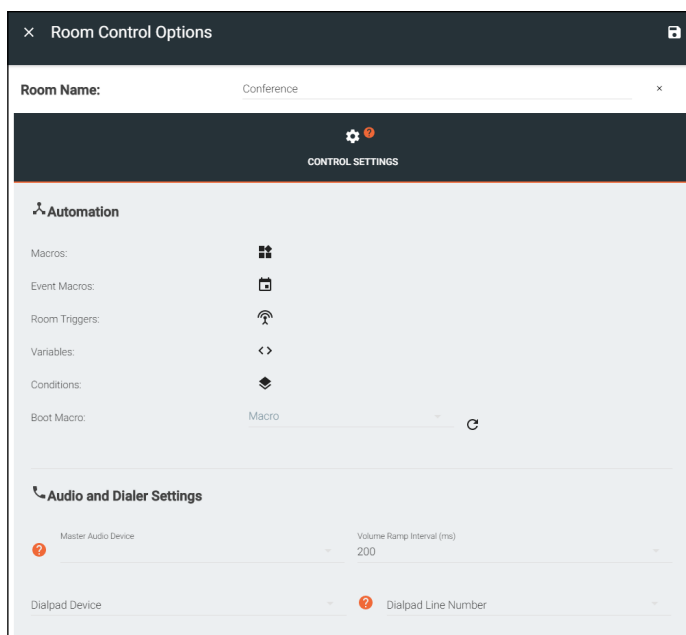 × Room Control Options
Room Name: Conference ×
?
CONTROL SETTINGS
Automation
Macros:
Event Macros:
Room Triggers:
Variables:
Conditions:
Boot Macro: Macro
Audio and Dialer Settings
Master Audio Device Volume Ramp Interval (ms)
? 200
Dialpad Device ? Dialpad Line Number